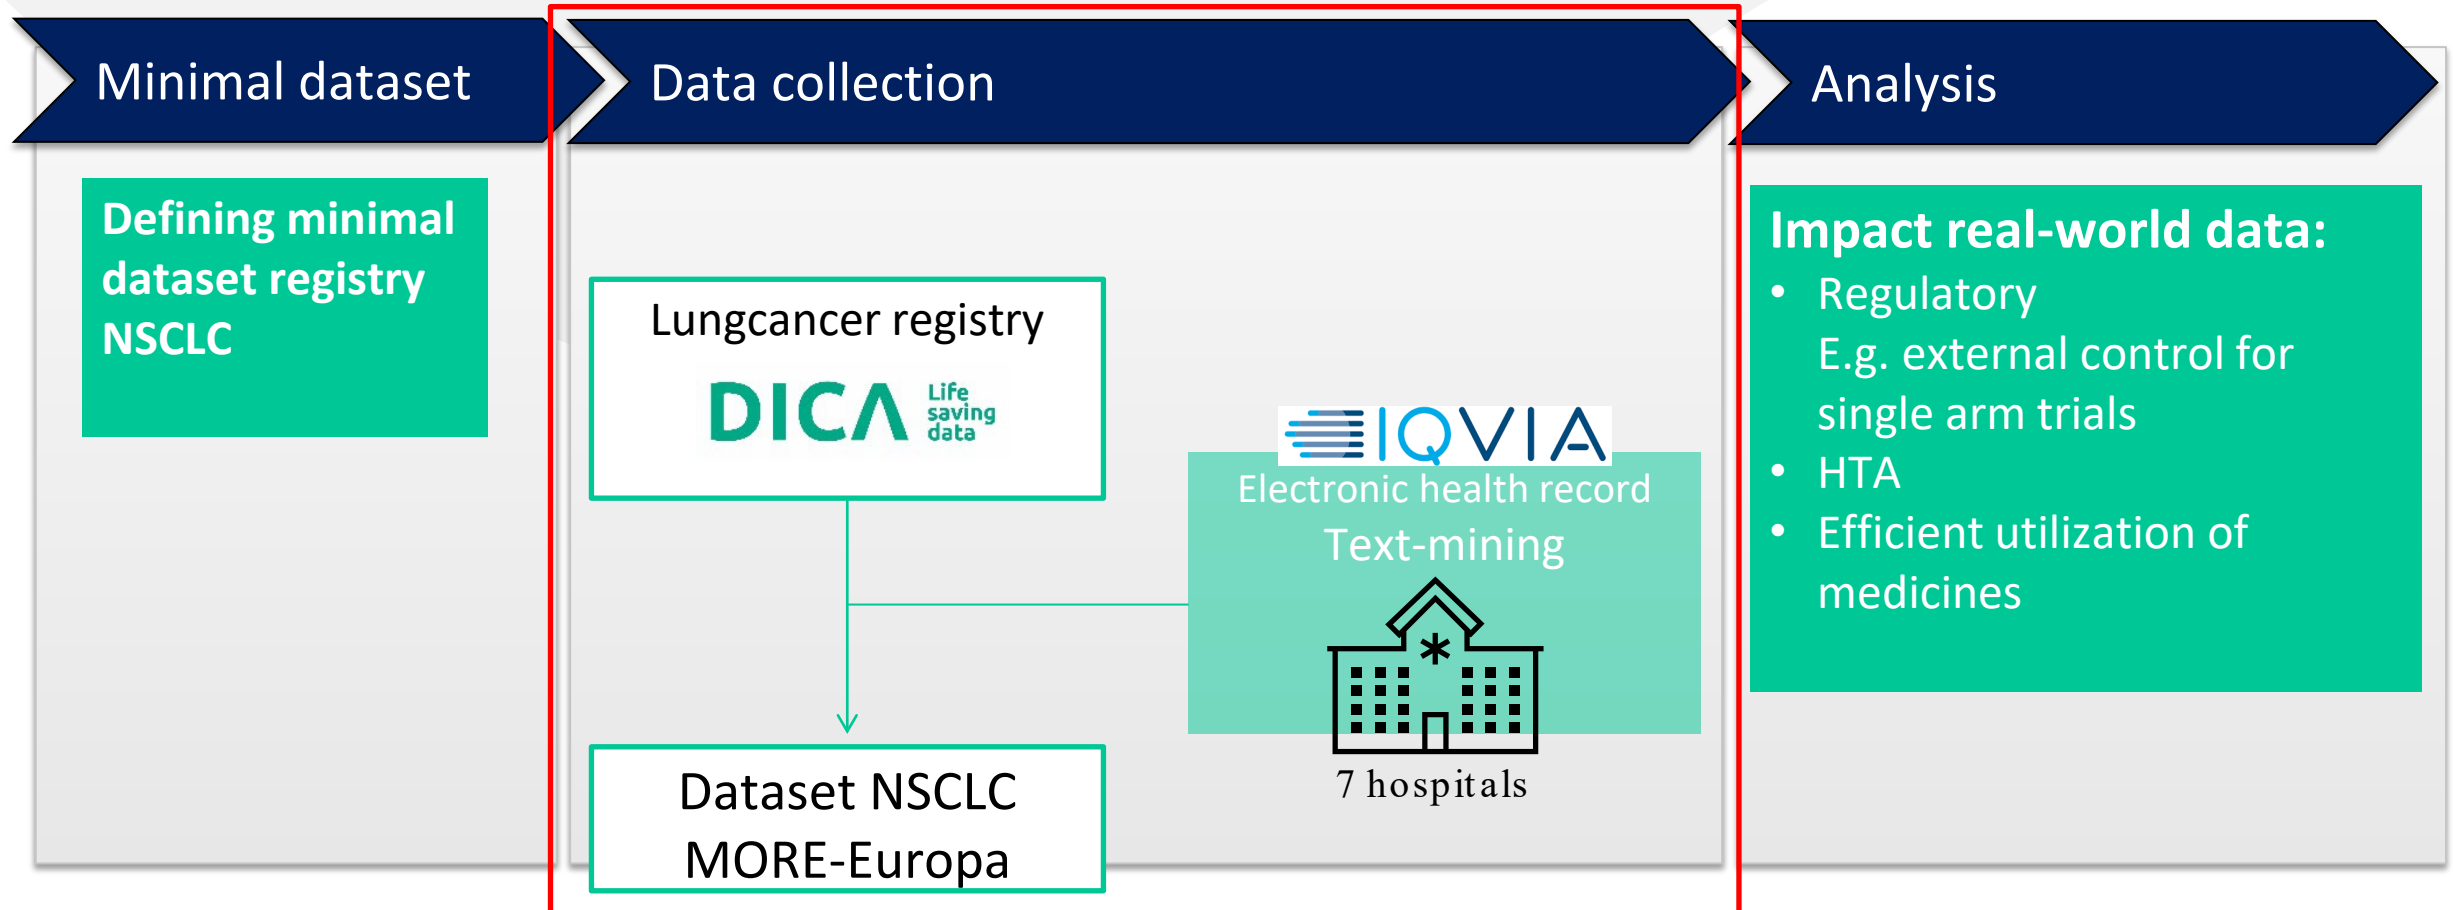 Minimal dataset
Data collection
Analysis
Defining minimal
dataset registry
NSCLC
Lungcancer registry
DICA
Life
saving
data
IQVIA
Electronic health record
Text-mining
7 hospitals
Dataset NSCLC
MORE-Europa
Impact real-world data:
• Regulatory
E.g. external control for
single arm trials
• HTA
• Efficient utilization of
medicines